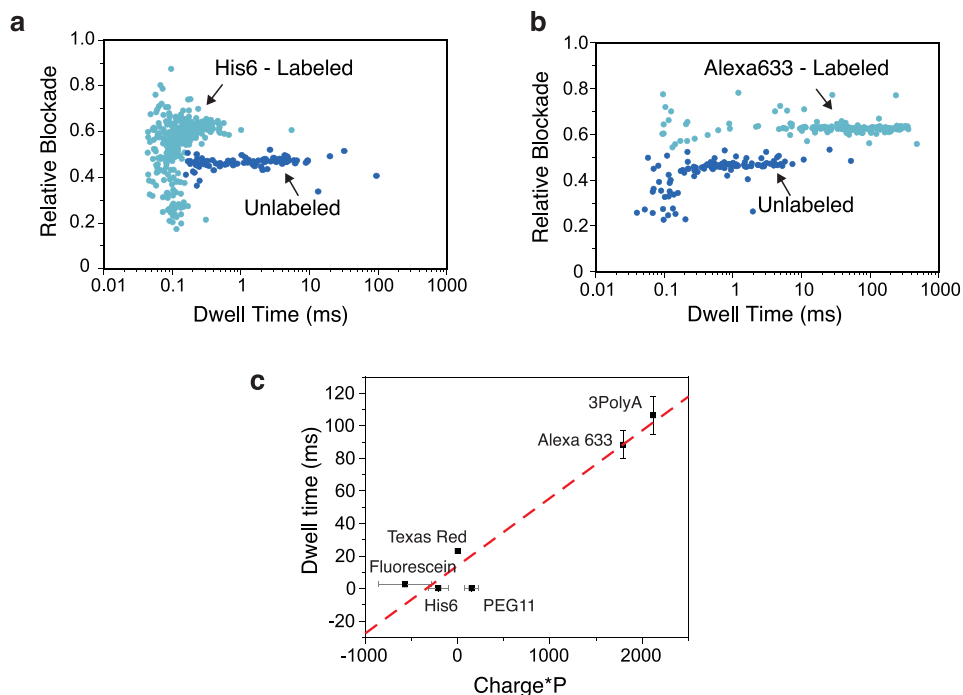 a
1.0
0.8
0.6
0.4
0.2
0
Relative Blockade
His6 - Labeled
Unlabeled
0.01 0.1 1 10 100 1000
Dwell Time (ms)
b
1.0
0.8
0.6
0.4
0.2
0
Relative Blockade
Alexa633 - Labeled
Unlabeled
0.01 0.1 1 10 100 1000
Dwell Time (ms)
c
120
100
80
60
40
20
0
-20
Dwell time (ms)
3PolyA
Alexa 633
Texas Red
Fluorescein
His6 PEG11
-1000 0 1000 2000
Charge*P